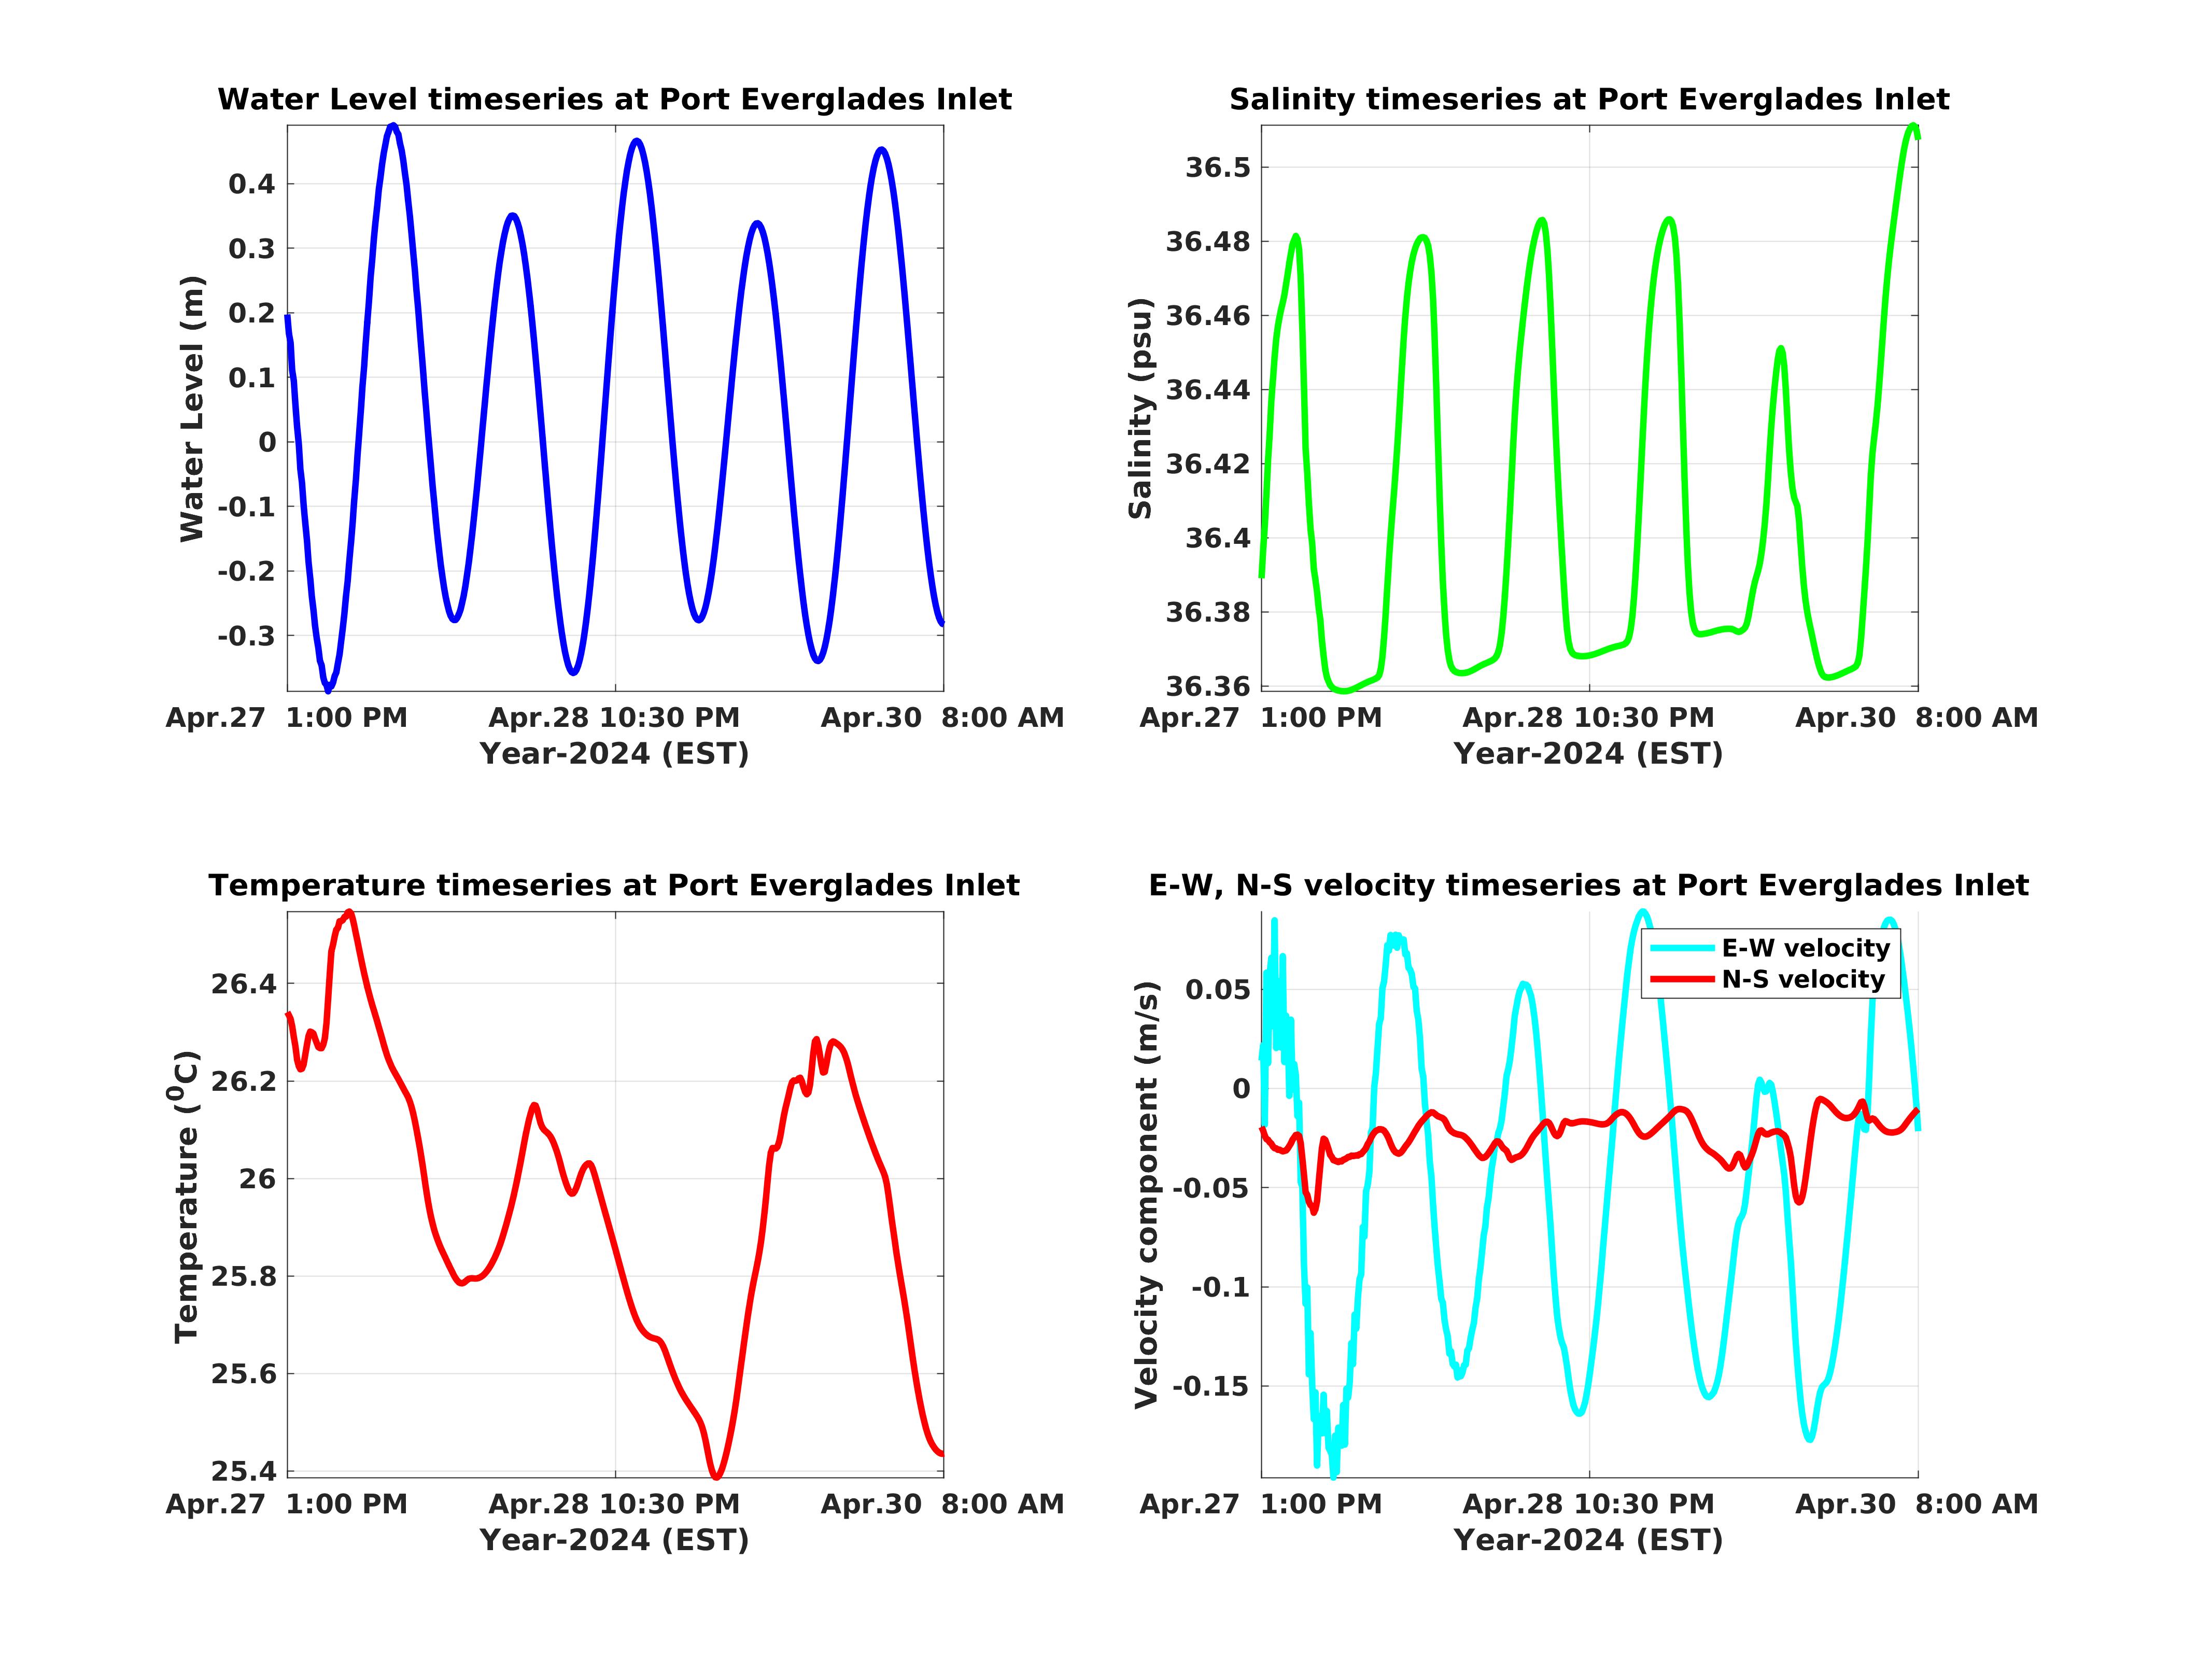 Water Level timeseries at Port Everglades Inlet
Water Level (m)
0.4
0.3
0.2
0.1
0
-0.1
-0.2
-0.3
Apr.27 1:00 PM Apr.28 10:30 PM Apr.30 8:00 AM
Year-2024 (EST)
Salinity timeseries at Port Everglades Inlet
Salinity (psu)
36.5
36.48
36.46
36.44
36.42
36.4
36.38
36.36
Apr.27 1:00 PM Apr.28 10:30 PM Apr.30 8:00 AM
Year-2024 (EST)
Temperature timeseries at Port Everglades Inlet
Temperature (⁰C)
26.4
26.2
26
25.8
25.6
25.4
Apr.27 1:00 PM Apr.28 10:30 PM Apr.30 8:00 AM
Year-2024 (EST)
E-W, N-S velocity timeseries at Port Everglades Inlet
Velocity component (m/s)
E-W velocity
N-S velocity
0.05
0
-0.05
-0.1
-0.15
Apr.27 1:00 PM Apr.28 10:30 PM Apr.30 8:00 AM
Year-2024 (EST)